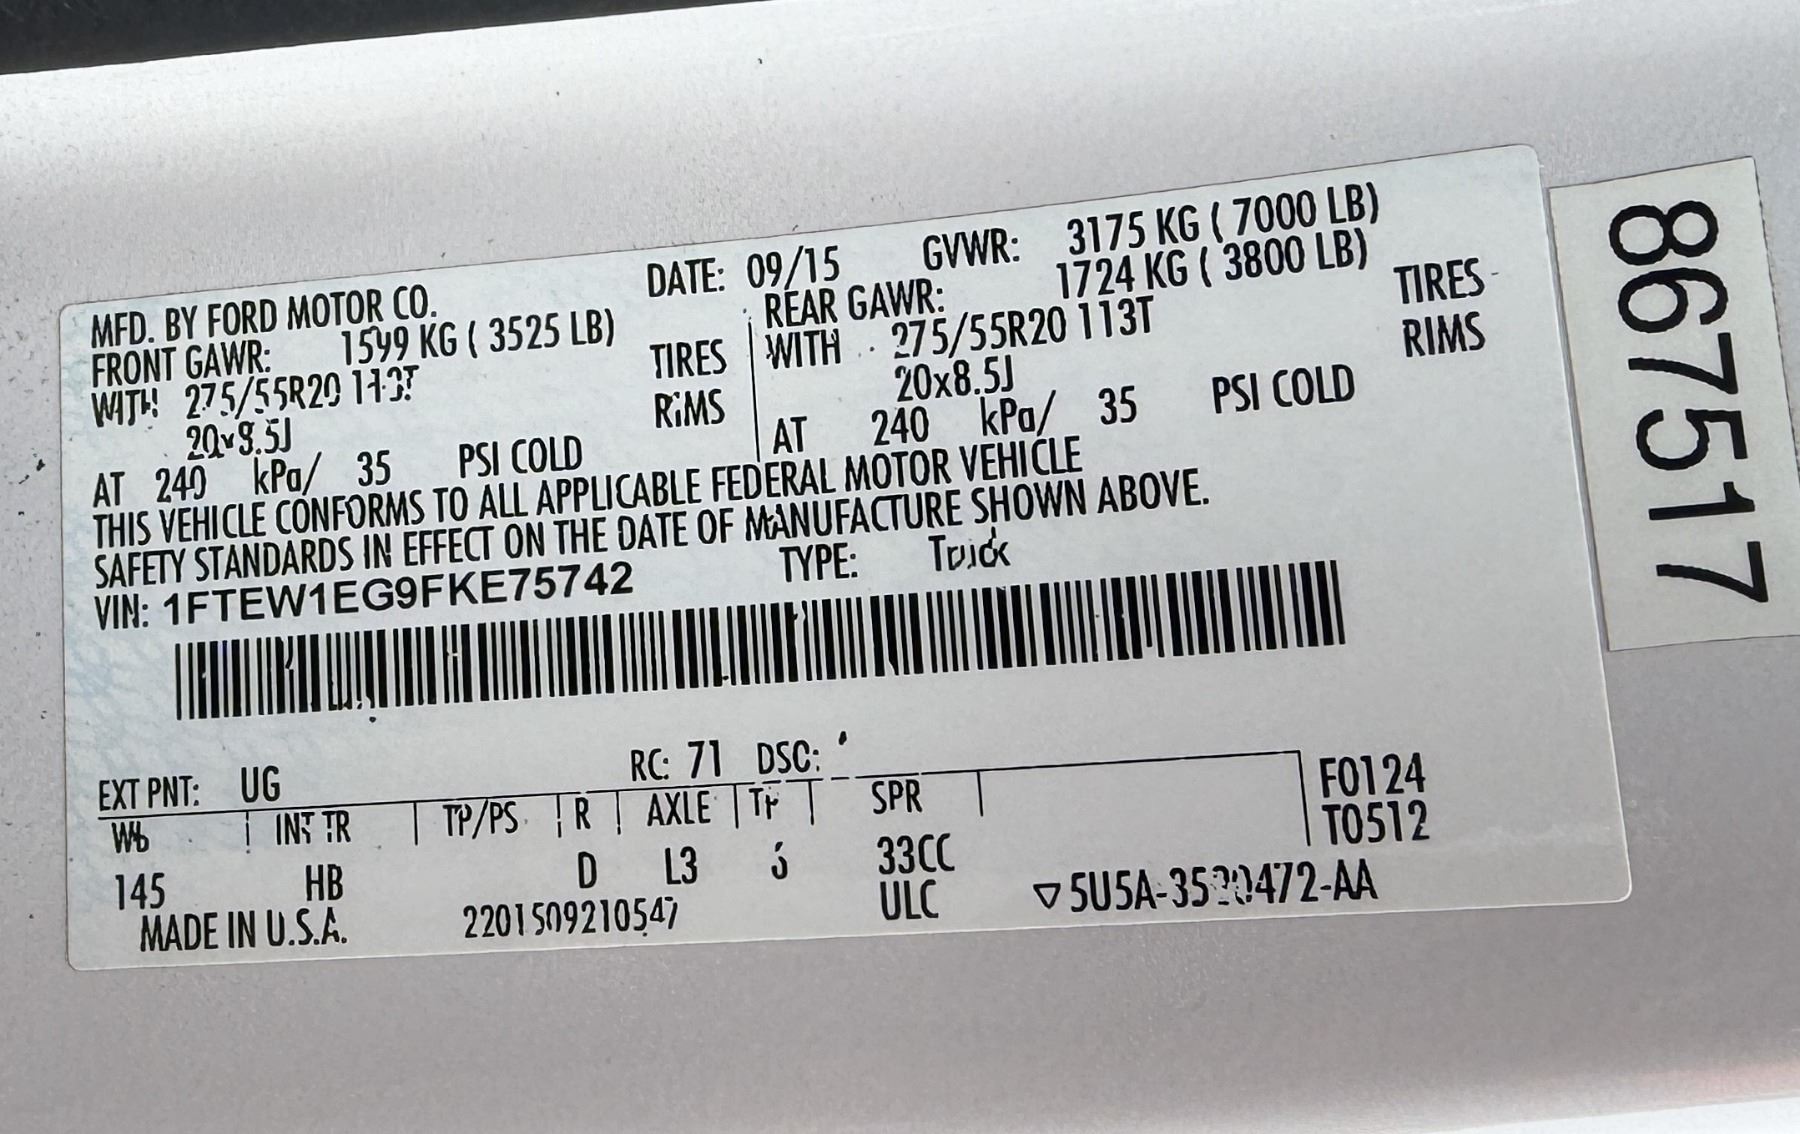 MFD. BY FORD MOTOR CO. DATE: 09/15 GVWR: 3175 KG ( 7000 LB)
FRONT GAWR: 1599 KG ( 3525 LB) REAR GAWR: 1724 KG ( 3800 LB)
WITH 275/55R20 113T TIRES WITH 275/55R20 113T TIRES
20x8.5J RIMS 20x8.5J RIMS
AT 240 kPa/ 35 PSI COLD AT 240 kPa/ 35 PSI COLD
THIS VEHICLE CONFORMS TO ALL APPLICABLE FEDERAL MOTOR VEHICLE
SAFETY STANDARDS IN EFFECT ON THE DATE OF MANUFACTURE SHOWN ABOVE.
VIN: 1FTEW1EG9FKE75742 TYPE: Truck
EXT PNT: UG RC: 71 DSO:
WB INT TR TP/PS R AXLE TR SPR F0124
T0512
145 HB D L3 33CC
MADE IN U.S.A. 2201509210547 ULC
867517